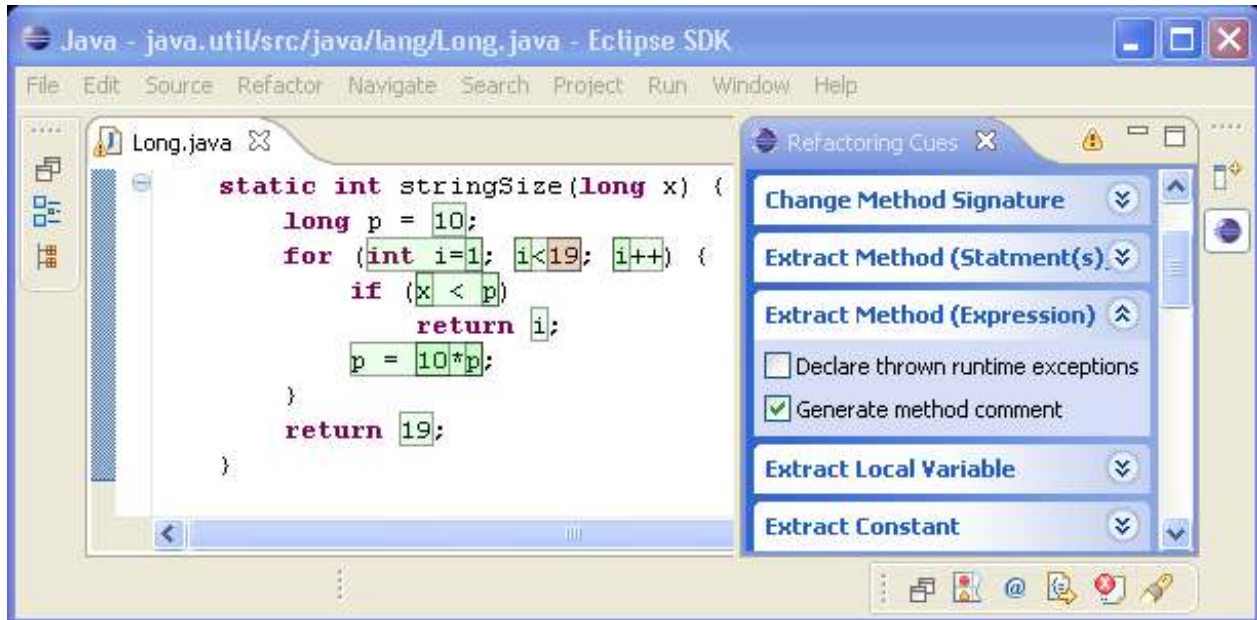 Java - java.util/src/java/lang/Long.java - Eclipse SDK
File Edit Source Refactor Navigate Search Project Run Window Help
Long.java
static int stringSize(long x) {
long p = 10;
for (int i=1; i<19; i++) {
if (x < p)
return i;
p = 10*p;
}
return 19;
}
Refactoring Cues
Change Method Signature
Extract Method (Statment(s)
Extract Method (Expression)
Declare thrown runtime exceptions
Generate method comment
Extract Local Variable
Extract Constant